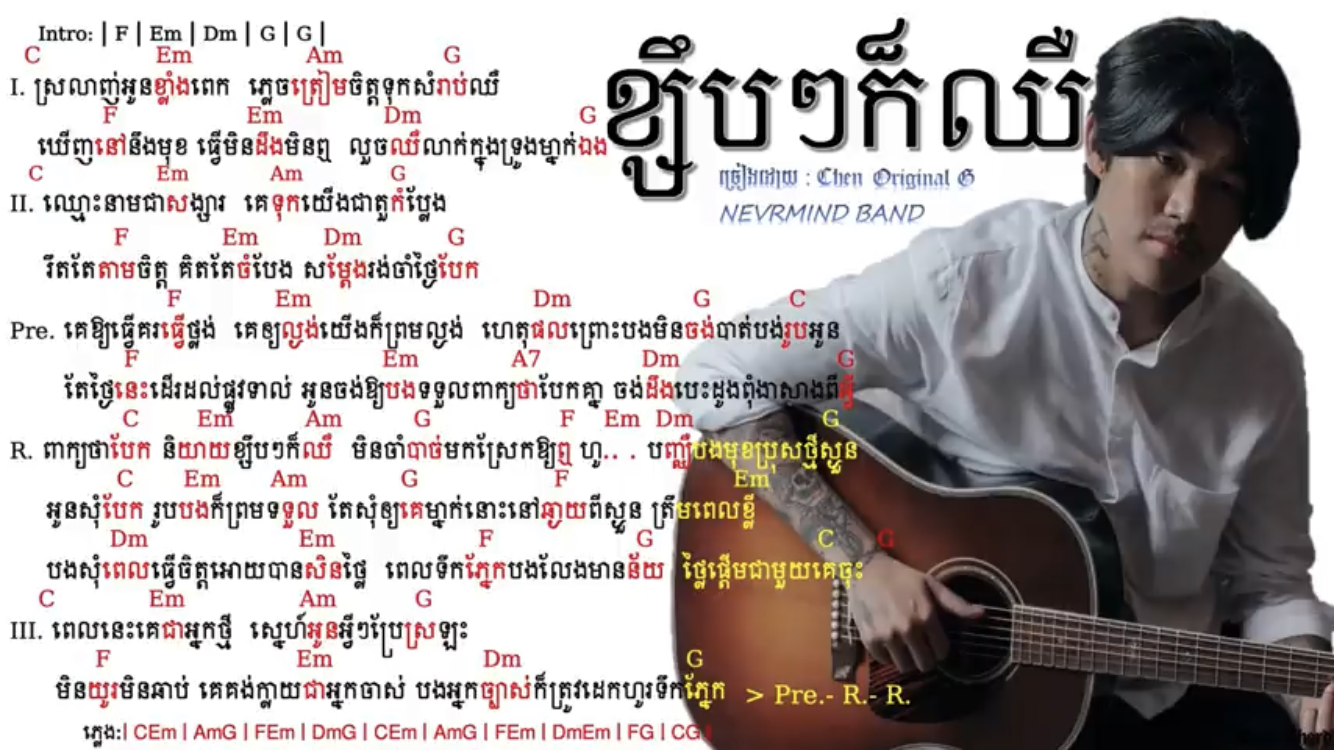 Intro: | F | Em | Dm | G | G |
ខ្សឹបៗក៏ឈឺ
ច្រៀងដោយ : Chen Original G
NEVRMIND BAND
C Em Am G
I. ស្រលាញ់អូនខ្លាំងពេក ភ្លេចត្រៀមចិត្តទុកសំរាប់ឈឺ
F Em Dm G
ឃើញនៅនឹងមុខ ធ្វើមិនដឹងមិនឮ លួចឈឺលាក់ក្នុងទ្រូងម្នាក់ឯង
C Em Am G
II. ឈ្មោះនាមជាសង្សារ គេទុកយើងជាតួកំប្លែង
F Em Dm G
រឹតតែតាមចិត្ត គិតតែចំបែង សម្ដែងរង់ចាំថ្ងៃបែក
F Em Dm G C
Pre. គេឱ្យធ្វើគរធ្វើថ្លង់ គេឲ្យល្ងង់យើងក៏ព្រមល្ងង់ ហេតុផលព្រោះបងមិនចង់បាត់បង់រូបអូន
F Em A7 Dm G
តែថ្ងៃនេះដើរដល់ផ្លូវទាល់ អូនចង់ឱ្យបងទទួលពាក្យថាបែកគ្នា ចង់ដឹងបេះដូងពុំងាសាងពីអ្វី
C Em Am G F Em Dm G
R. ពាក្យថាបែក និយាយខ្សឹបៗក៏ឈឺ មិនចាំបាច់មកស្រែកឱ្យឮ ហូ.. . បញ្ឈឺបងមុខប្រុសថ្មីស្ងួន
C Em Am G F Em
អូនសុំបែក រូបបងក៏ព្រមទទួល តែសុំឲ្យគេម្នាក់នោះនៅឆ្ងាយពីស្ងួន ត្រឹមពេលខ្លី
Dm Em F G C G
បងសុំពេលធ្វើចិត្តអោយបានសិនថ្លៃ ពេលទឹកភ្នែកបងលែងមានន័យ ថ្លៃផ្ដើមជាមួយគេចុះ
C Em Am G
III. ពេលនេះគេជាអ្នកថ្មី ស្នេហ៍អូនអ្វីៗប្រែស្រឡះ
F Em Dm G
មិនយូរមិនឆាប់ គេគង់ក្លាយជាអ្នកចាស់ បងអ្នកច្បាស់ក៏ត្រូវដេកហូរទឹកភ្នែក > Pre.- R.- R.
ភ្លេង:| CEm | AmG | FEm | DmG | CEm | AmG | FEm | DmEm | FG | CG |